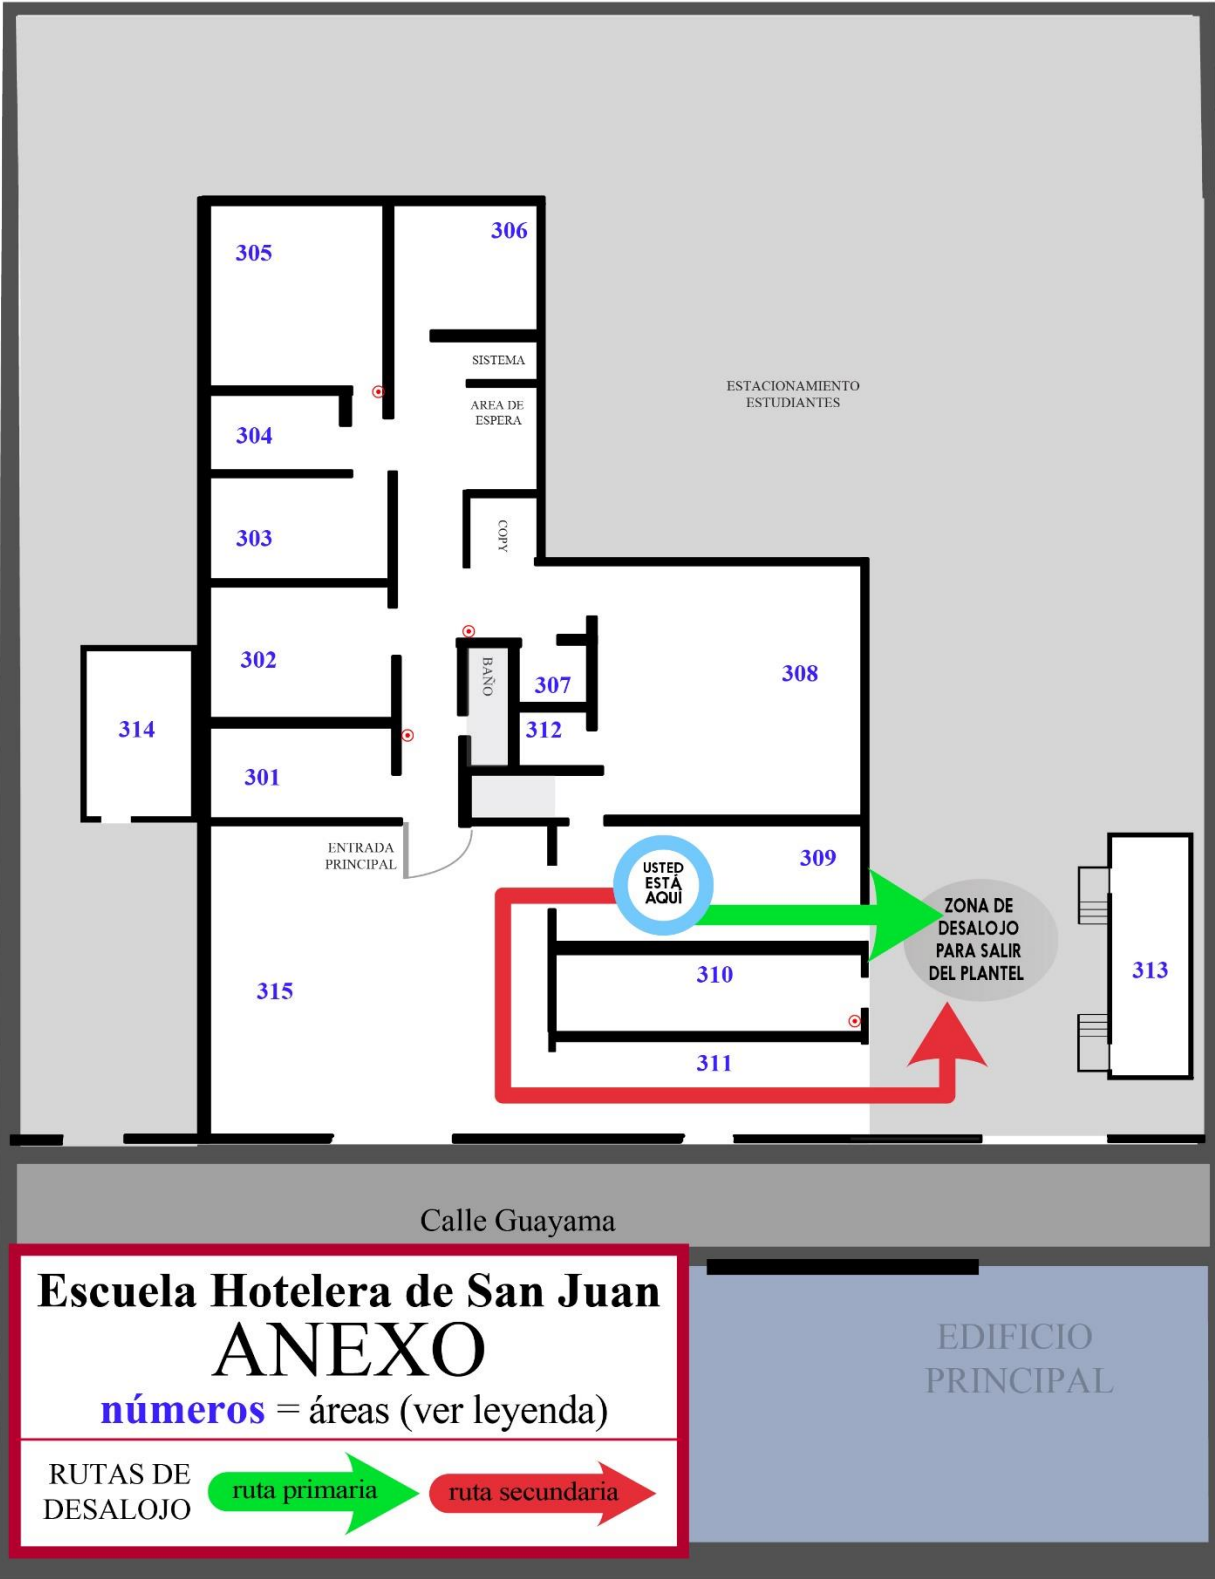 306
305
SISTEMA
ESTACIONAMIENTO
ESTUDIANTES
AREA DE
ESPERA
304
COPY
303
302
BAÑO
307
308
314
312
301
ENTRADA
PRINCIPAL
309
USTED
ESTÁ
AQUÍ
ZONA DE
DESALOJO
PARA SALIR
DEL PLANTEL
310
313
315
311
Calle Guayama
Escuela Hotelera de San Juan
ANEXO
números = áreas (ver leyenda)
RUTAS DE
DESALOJO
ruta primaria
ruta secundaria
EDIFICIO
PRINCIPAL